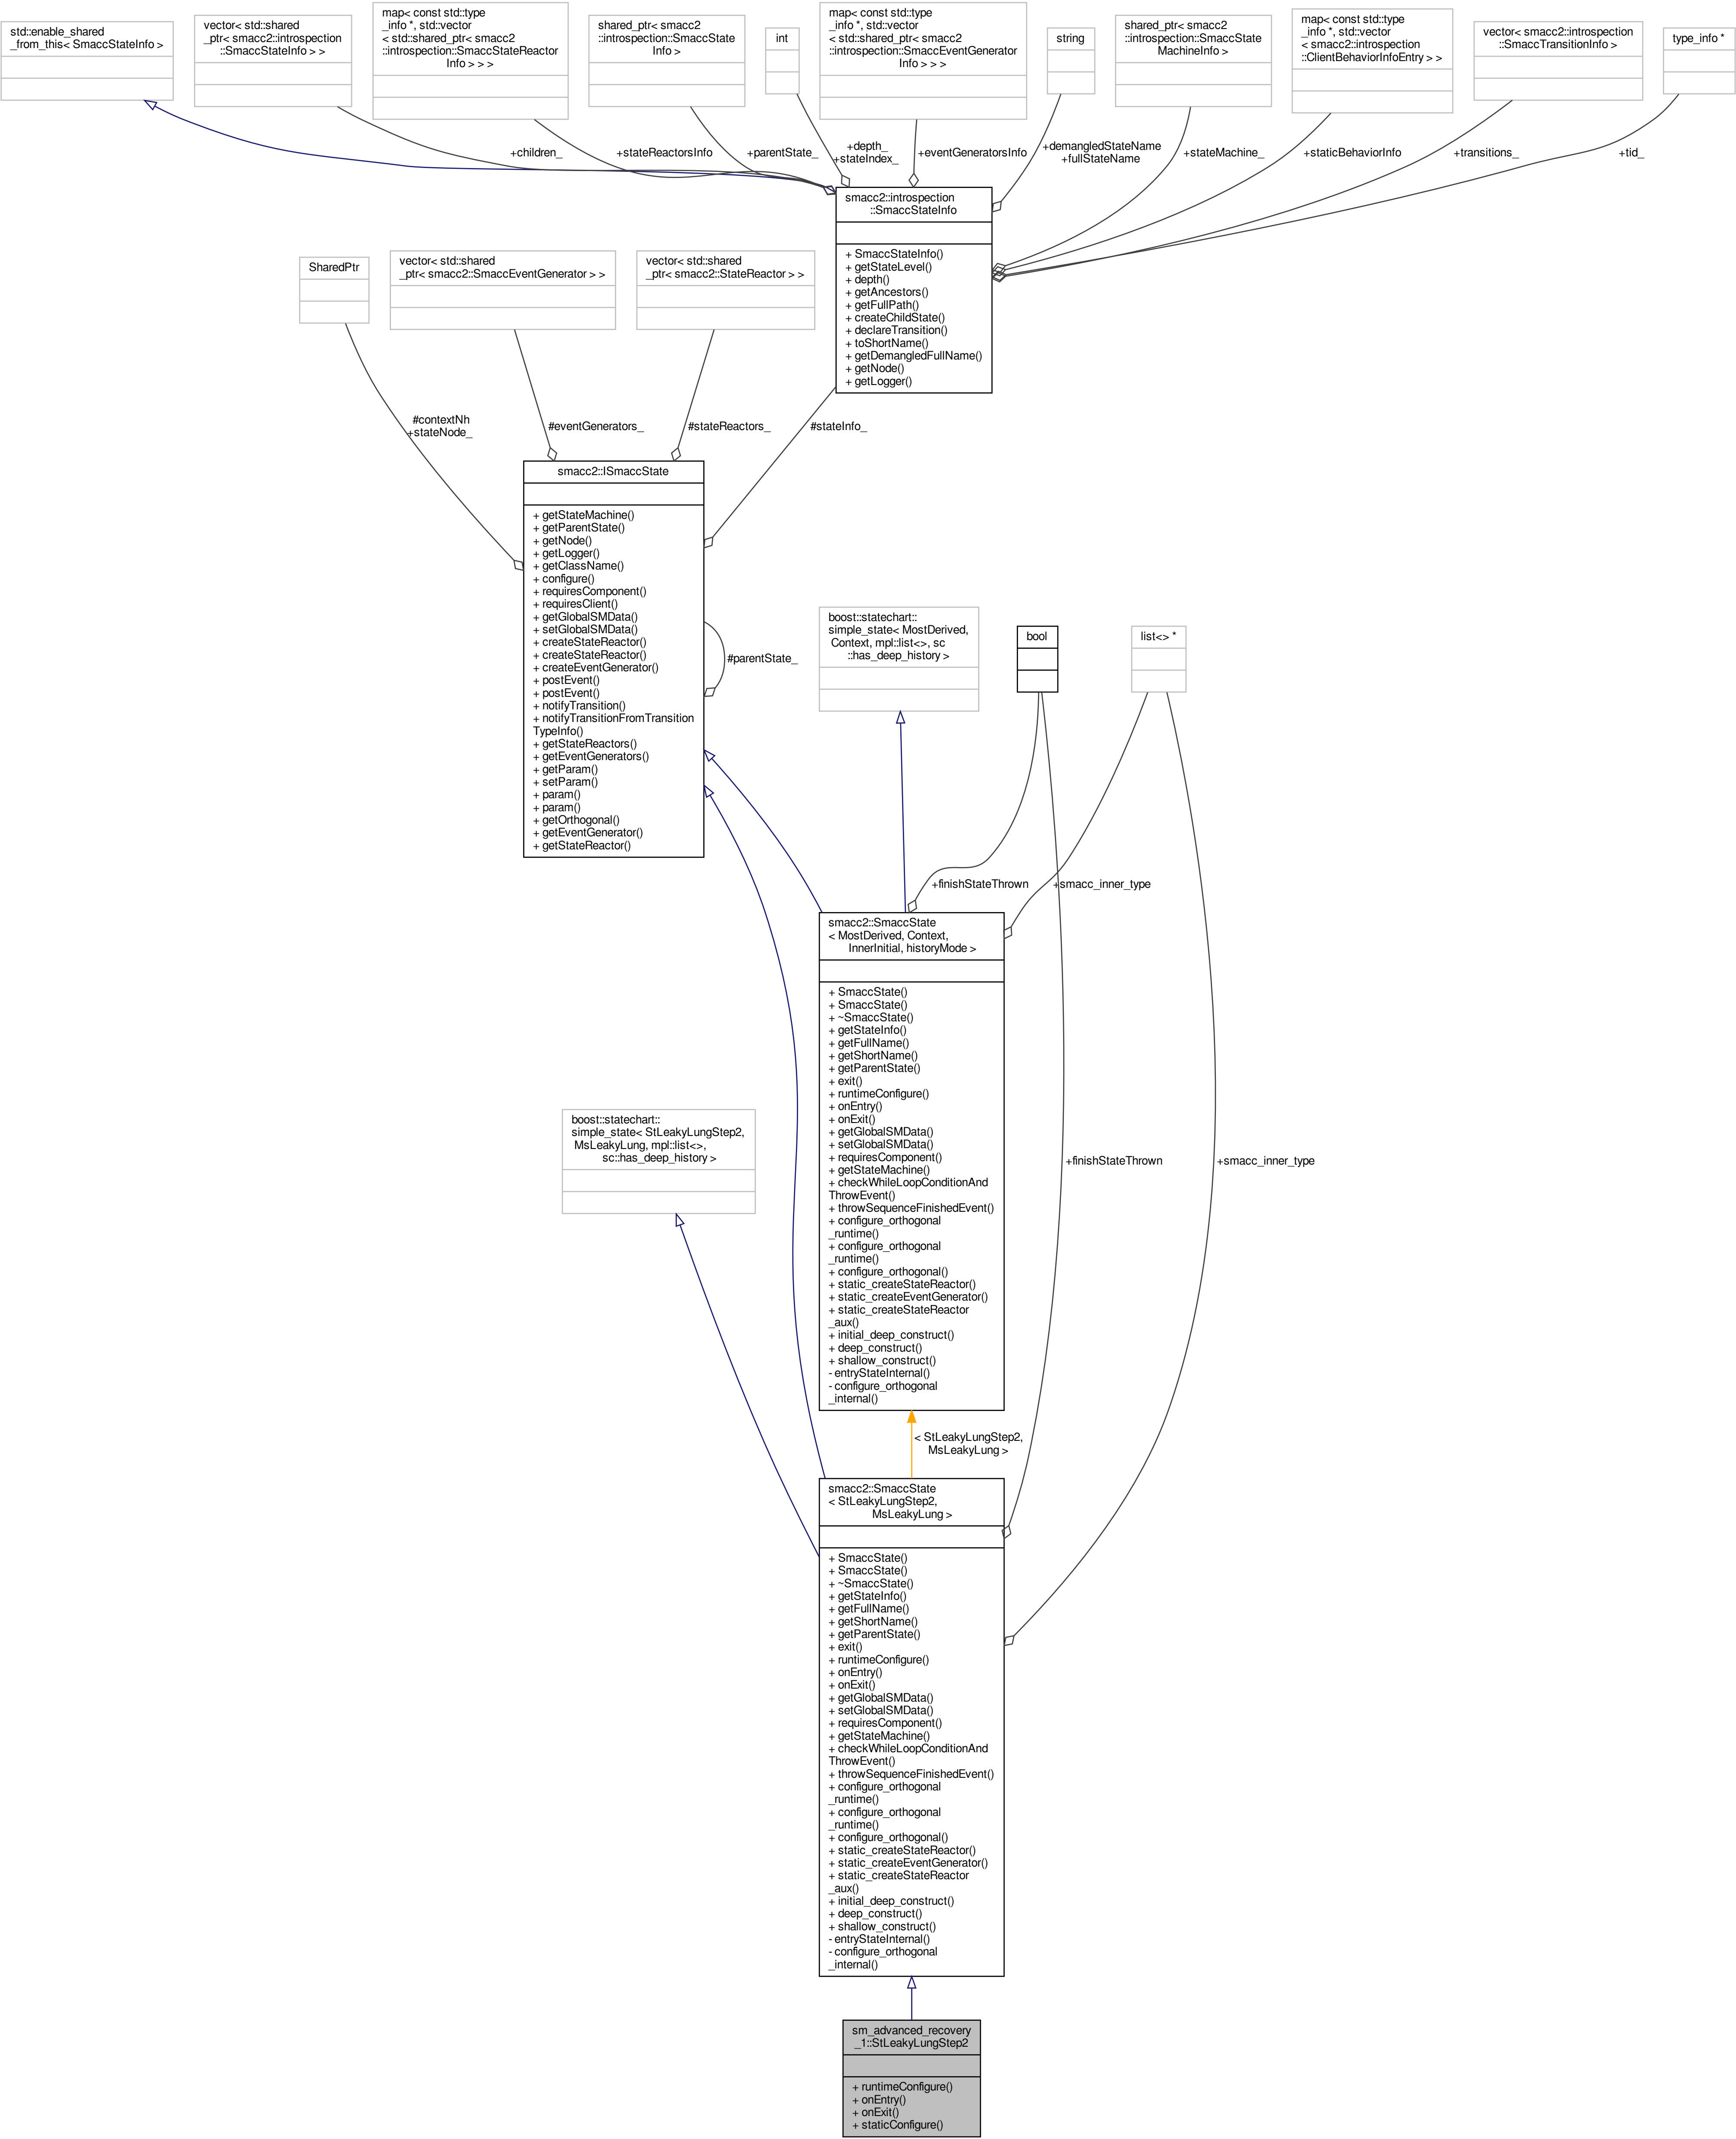 std::enable_shared
_from_this< SmaccStateInfo >
vector< std::shared
_ptr< smacc2::introspection
::SmaccStateInfo > >
map< const std::type
_info *, std::vector
< std::shared_ptr< smacc2
::introspection::SmaccStateReactor
Info > > >
shared_ptr< smacc2
::introspection::SmaccState
Info >
int
map< const std::type
_info *, std::vector
< std::shared_ptr< smacc2
::introspection::SmaccEventGenerator
Info > > >
string
shared_ptr< smacc2
::introspection::SmaccState
MachineInfo >
map< const std::type
_info *, std::vector
< smacc2::introspection
::ClientBehaviorInfoEntry > >
vector< smacc2::introspection
::SmaccTransitionInfo >
type_info *
+children_
+stateReactorsInfo
+parentState_
+depth_
+stateIndex_
+eventGeneratorsInfo
+demangledStateName
+fullStateName
+stateMachine_
+staticBehaviorInfo
+transitions_
+tid_
smacc2::introspection
::SmaccStateInfo
+ SmaccStateInfo()
+ getStateLevel()
+ depth()
+ getAncestors()
+ getFullPath()
+ createChildState()
+ declareTransition()
+ toShortName()
+ getDemangledFullName()
+ getNode()
+ getLogger()
SharedPtr
vector< std::shared
_ptr< smacc2::SmaccEventGenerator > >
vector< std::shared
_ptr< smacc2::StateReactor > >
#contextNh
+stateNode_
#eventGenerators_
#stateReactors_
#stateInfo_
smacc2::ISmaccState
+ getStateMachine()
+ getParentState()
+ getNode()
+ getLogger()
+ getClassName()
+ configure()
+ requiresComponent()
+ requiresClient()
+ getGlobalSMData()
+ setGlobalSMData()
+ createStateReactor()
+ createStateReactor()
+ createEventGenerator()
+ postEvent()
+ postEvent()
+ notifyTransition()
+ notifyTransitionFromTransition
TypeInfo()
+ getStateReactors()
+ getEventGenerators()
+ getParam()
+ setParam()
+ param()
+ param()
+ getOrthogonal()
+ getEventGenerator()
+ getStateReactor()
#parentState_
boost::statechart::
simple_state< MostDerived,
Context, mpl::list<>, sc
::has_deep_history >
bool
list<> *
+finishStateThrown
+smacc_inner_type
smacc2::SmaccState
< MostDerived, Context,
InnerInitial, historyMode >
+ SmaccState()
+ SmaccState()
+ ~SmaccState()
+ getStateInfo()
+ getFullName()
+ getShortName()
+ getParentState()
+ exit()
+ runtimeConfigure()
+ onEntry()
+ onExit()
+ getGlobalSMData()
+ setGlobalSMData()
+ requiresComponent()
+ getStateMachine()
+ checkWhileLoopConditionAnd
ThrowEvent()
+ throwSequenceFinishedEvent()
+ configure_orthogonal
_runtime()
+ configure_orthogonal
_runtime()
+ configure_orthogonal()
+ static_createStateReactor()
+ static_createEventGenerator()
+ static_createStateReactor
_aux()
+ initial_deep_construct()
+ deep_construct()
+ shallow_construct()
- entryStateInternal()
- configure_orthogonal
_internal()
boost::statechart::
simple_state< StLeakyLungStep2,
MsLeakyLung, mpl::list<>,
sc::has_deep_history >
+finishStateThrown
+smacc_inner_type
< StLeakyLungStep2,
MsLeakyLung >
smacc2::SmaccState
< StLeakyLungStep2,
MsLeakyLung >
+ SmaccState()
+ SmaccState()
+ ~SmaccState()
+ getStateInfo()
+ getFullName()
+ getShortName()
+ getParentState()
+ exit()
+ runtimeConfigure()
+ onEntry()
+ onExit()
+ getGlobalSMData()
+ setGlobalSMData()
+ requiresComponent()
+ getStateMachine()
+ checkWhileLoopConditionAnd
ThrowEvent()
+ throwSequenceFinishedEvent()
+ configure_orthogonal
_runtime()
+ configure_orthogonal
_runtime()
+ configure_orthogonal()
+ static_createStateReactor()
+ static_createEventGenerator()
+ static_createStateReactor
_aux()
+ initial_deep_construct()
+ deep_construct()
+ shallow_construct()
- entryStateInternal()
- configure_orthogonal
_internal()
sm_advanced_recovery
_1::StLeakyLungStep2
+ runtimeConfigure()
+ onEntry()
+ onExit()
+ staticConfigure()